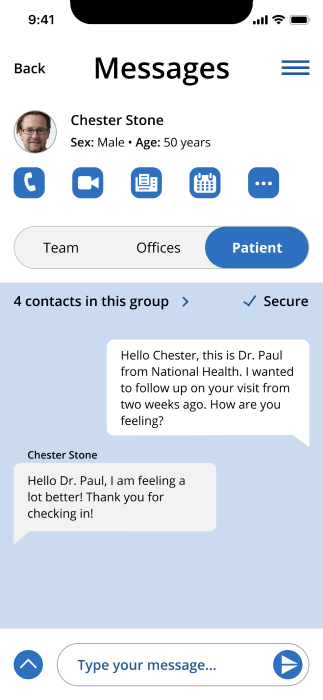 9:41
Back
Messages
Chester Stone
Sex: Male • Age: 50 years
Team
Offices
Patient
4 contacts in this group
Secure
Hello Chester, this is Dr. Paul
from National Health. I wanted
to follow up on your visit from
two weeks ago. How are you
feeling?
Chester Stone
Hello Dr. Paul, I am feeling a
lot better! Thank you for
checking in!
Type your message...